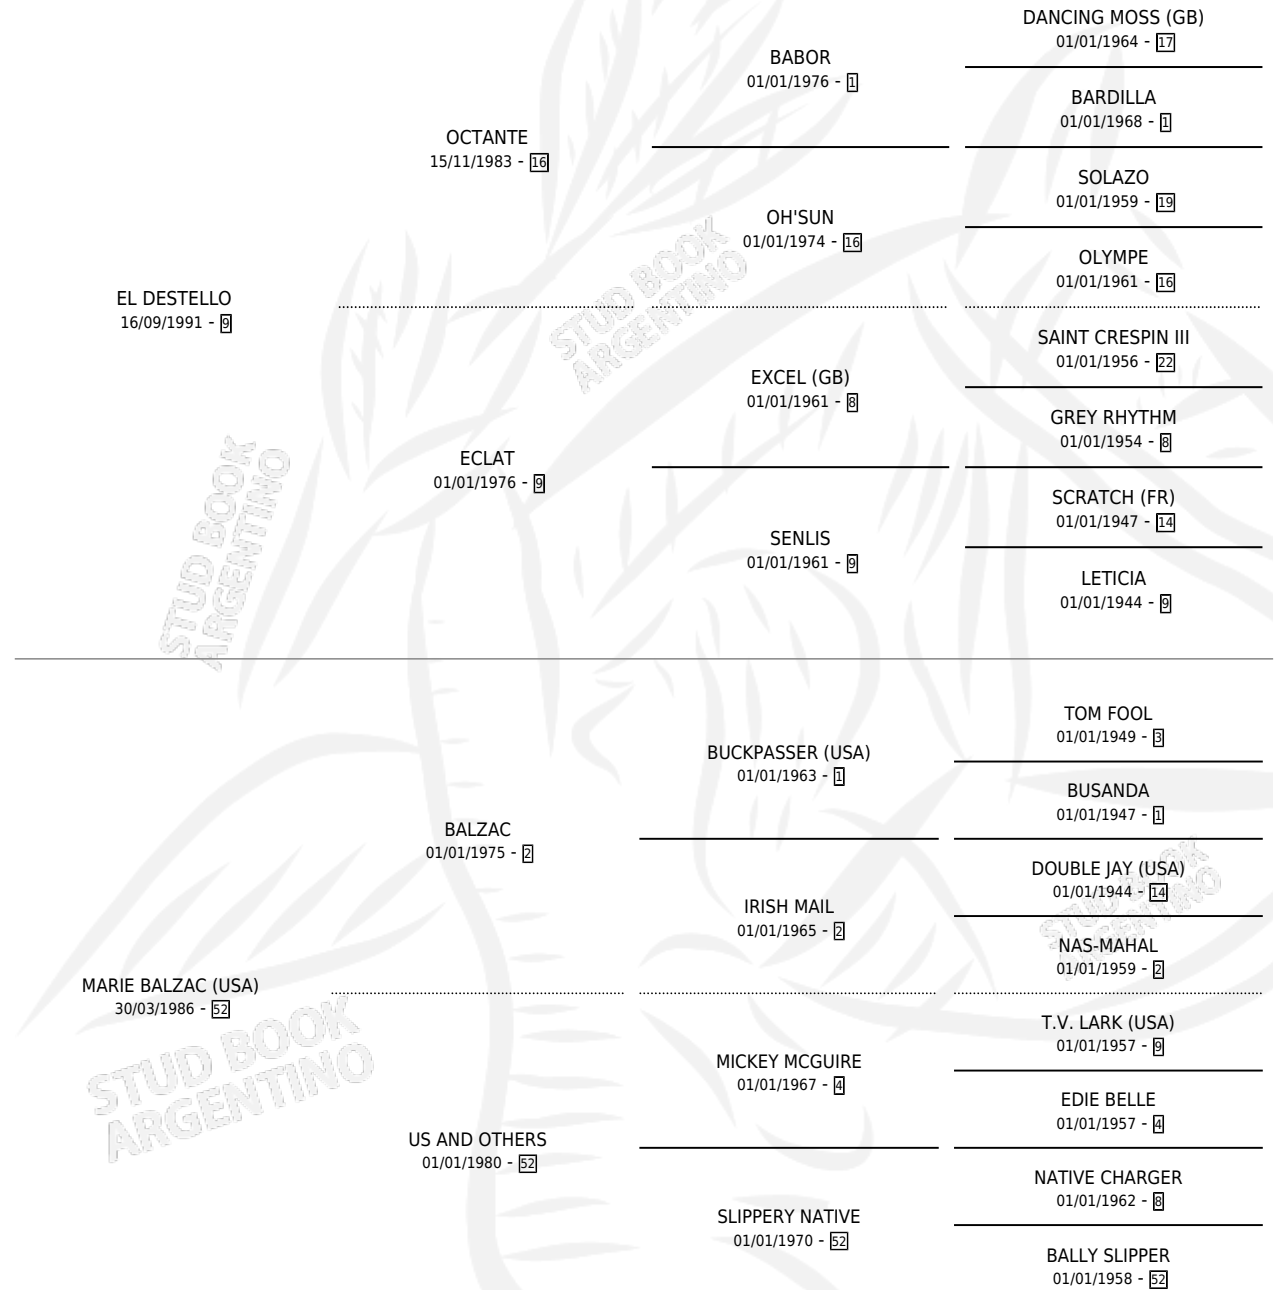 DANCING MOSS (GB)
01/01/1964 - 17
BABOR
01/01/1976 - 1
BARDILLA
01/01/1968 - 1
OCTANTE
15/11/1983 - 16
SOLAZO
01/01/1959 - 19
OH'SUN
01/01/1974 - 16
OLYMPE
01/01/1961 - 16
EL DESTELLO
16/09/1991 - 9
SAINT CRESPIN III
01/01/1956 - 22
EXCEL (GB)
01/01/1961 - 8
GREY RHYTHM
01/01/1954 - 8
ECLAT
01/01/1976 - 9
SCRATCH (FR)
01/01/1947 - 14
SENLIS
01/01/1961 - 9
LETICIA
01/01/1944 - 9
TOM FOOL
01/01/1949 - 3
BUCKPASSER (USA)
01/01/1963 - 1
BUSANDA
01/01/1947 - 1
BALZAC
01/01/1975 - 2
DOUBLE JAY (USA)
01/01/1944 - 14
IRISH MAIL
01/01/1965 - 2
NAS-MAHAL
01/01/1959 - 2
MARIE BALZAC (USA)
30/03/1986 - 52
T.V. LARK (USA)
01/01/1957 - 9
MICKEY MCGUIRE
01/01/1967 - 4
EDIE BELLE
01/01/1957 - 4
US AND OTHERS
01/01/1980 - 52
NATIVE CHARGER
01/01/1962 - 8
SLIPPERY NATIVE
01/01/1970 - 52
BALLY SLIPPER
01/01/1958 - 52
STUD BOOK
ARGENTINO
STUD BOOK
ARGENTINO
STUD BOOK
ARGENTINO
STUD BOOK
ARGENTINO